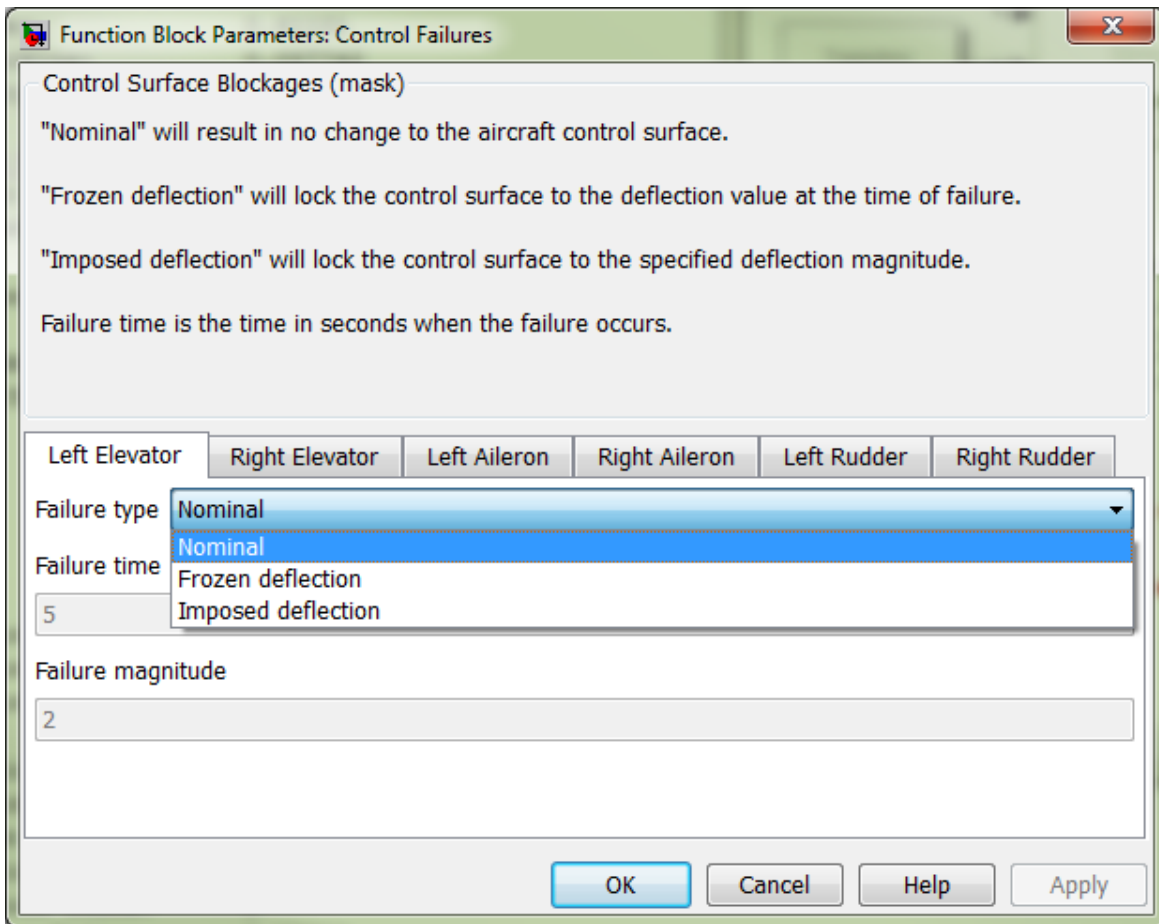 Function Block Parameters: Control Failures
Control Surface Blockages (mask)
"Nominal" will result in no change to the aircraft control surface.
"Frozen deflection" will lock the control surface to the deflection value at the time of failure.
"Imposed deflection" will lock the control surface to the specified deflection magnitude.
Failure time is the time in seconds when the failure occurs.
Left Elevator Right Elevator Left Aileron Right Aileron Left Rudder Right Rudder
Failure type Nominal
Nominal
Failure time
Frozen deflection
5
Imposed deflection
Failure magnitude
2
OK Cancel Help Apply